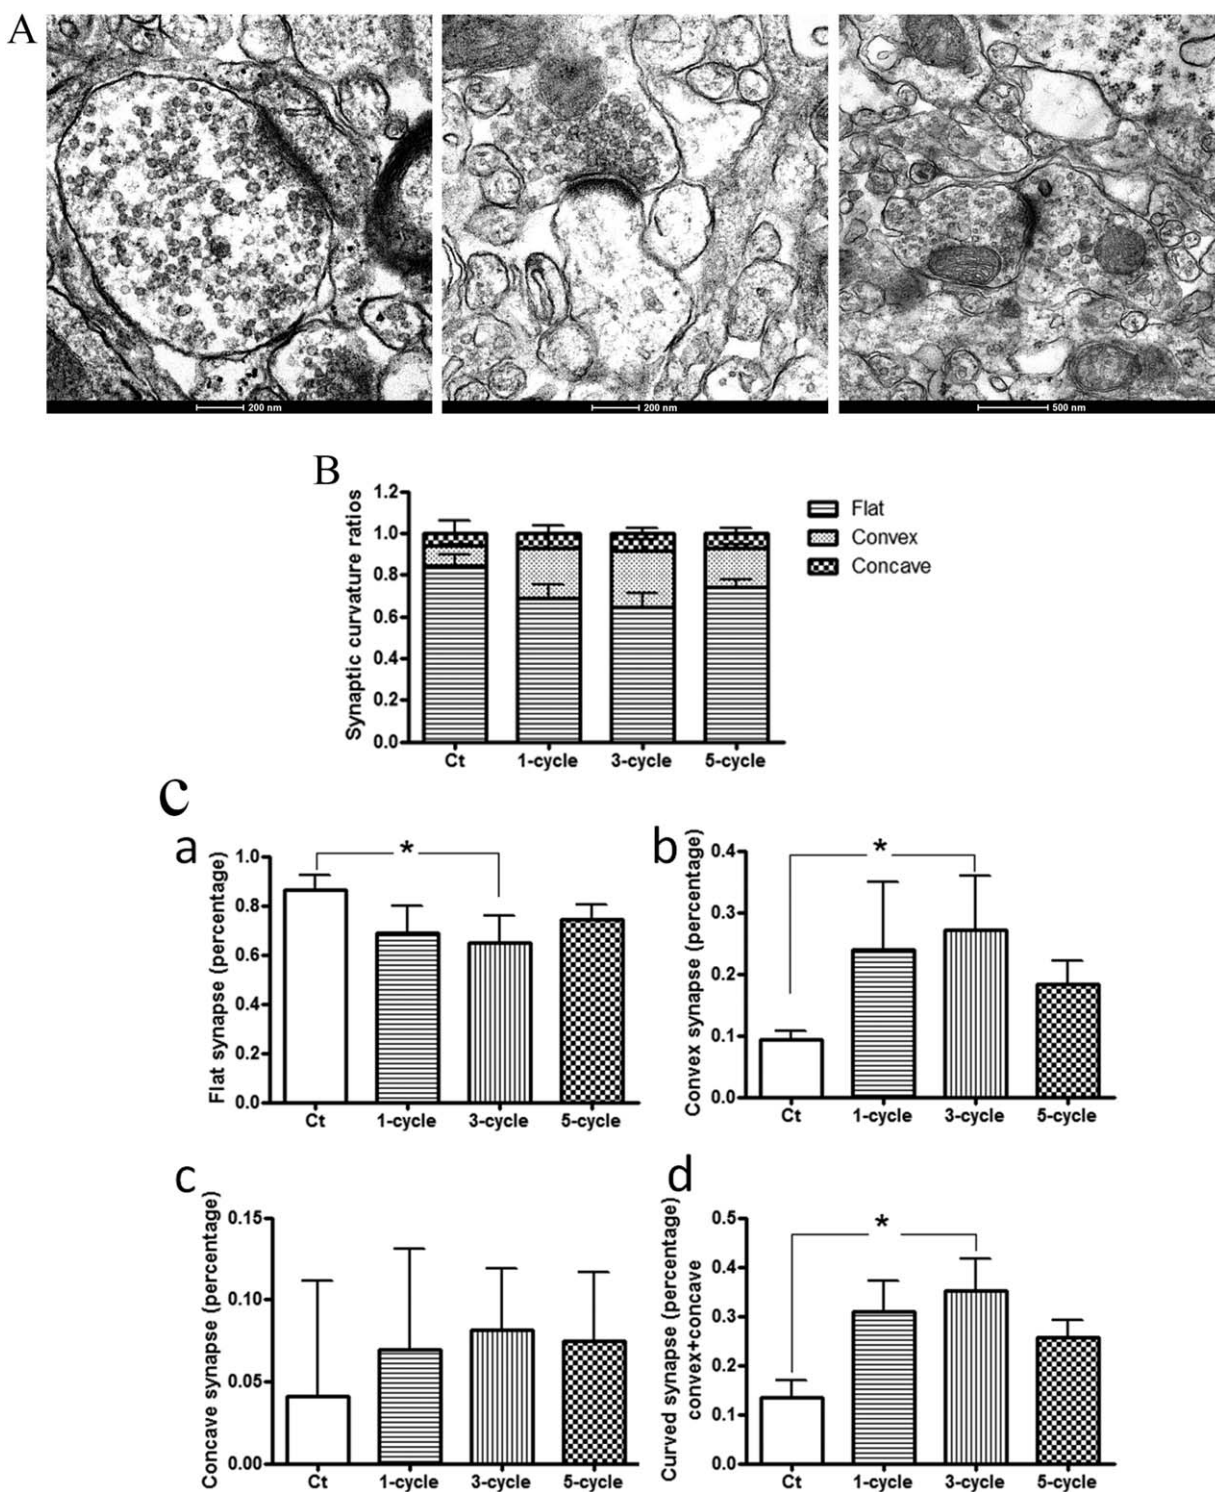 A
200 nm
200 nm
500 nm
B
Synaptic curvature ratios
1.2
1.0
0.8
0.6
0.4
0.2
0.0
Ct 1-cycle 3-cycle 5-cycle
Flat
Convex
Concave
c
a
Flat synapse (percentage)
1.0
0.8
0.6
0.4
0.2
0.0
*
Ct 1-cycle 3-cycle 5-cycle
b
Convex synapse (percentage)
0.4
0.3
0.2
0.1
0.0
*
Ct 1-cycle 3-cycle 5-cycle
c
Concave synapse (percentage)
0.15
0.10
0.05
0.00
Ct 1-cycle 3-cycle 5-cycle
d
Curved synapse (percentage)
convex+concave
0.5
0.4
0.3
0.2
0.1
0.0
*
Ct 1-cycle 3-cycle 5-cycle